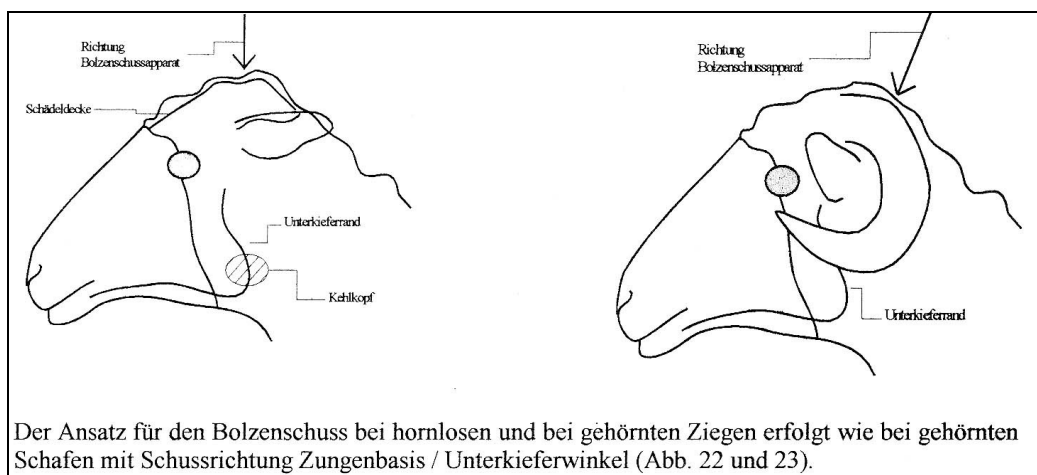 Richtung
Bolzenschussapparat
Schädeldecke
Unterkieferrand
Kehlkopf
Richtung
Bolzenschussapparat
Unterkieferrand
Der Ansatz für den Bolzenschuss bei hornlosen und bei gehörnten Ziegen erfolgt wie bei gehörnten
Schafen mit Schussrichtung Zungenbasis / Unterkieferwinkel (Abb. 22 und 23).